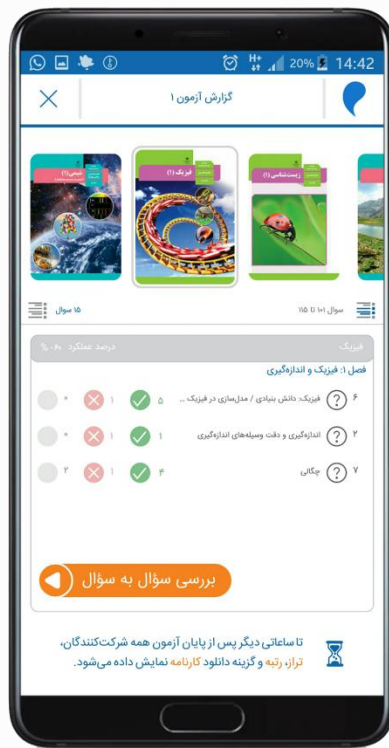 20% 14:42
گزارش آزمون ۱
شیمی (۱)
فیزیک (۱)
زیست‌شناسی (۱)
سوال ۱۰۱ تا ۱۱۵
۱۵ سوال
فیزیک
درصد عملکرد ۶۰٫۰ %
فصل ۱: فیزیک و اندازه‌گیری
۶ ? فیزیک: دانش بنیادی / مدل‌سازی در فیزیک ... ۵ ۱ ۰
۲ ? اندازه‌گیری و دقت وسیله‌های اندازه‌گیری ۱ ۱ ۰
۷ ? چگالی ۴ ۱ ۲
بررسی سؤال به سؤال
تا ساعاتی دیگر پس از پایان آزمون همه شرکت‌کنندگان،
تراز، رتبه و گزینه دانلود کارنامه نمایش داده می‌شود.